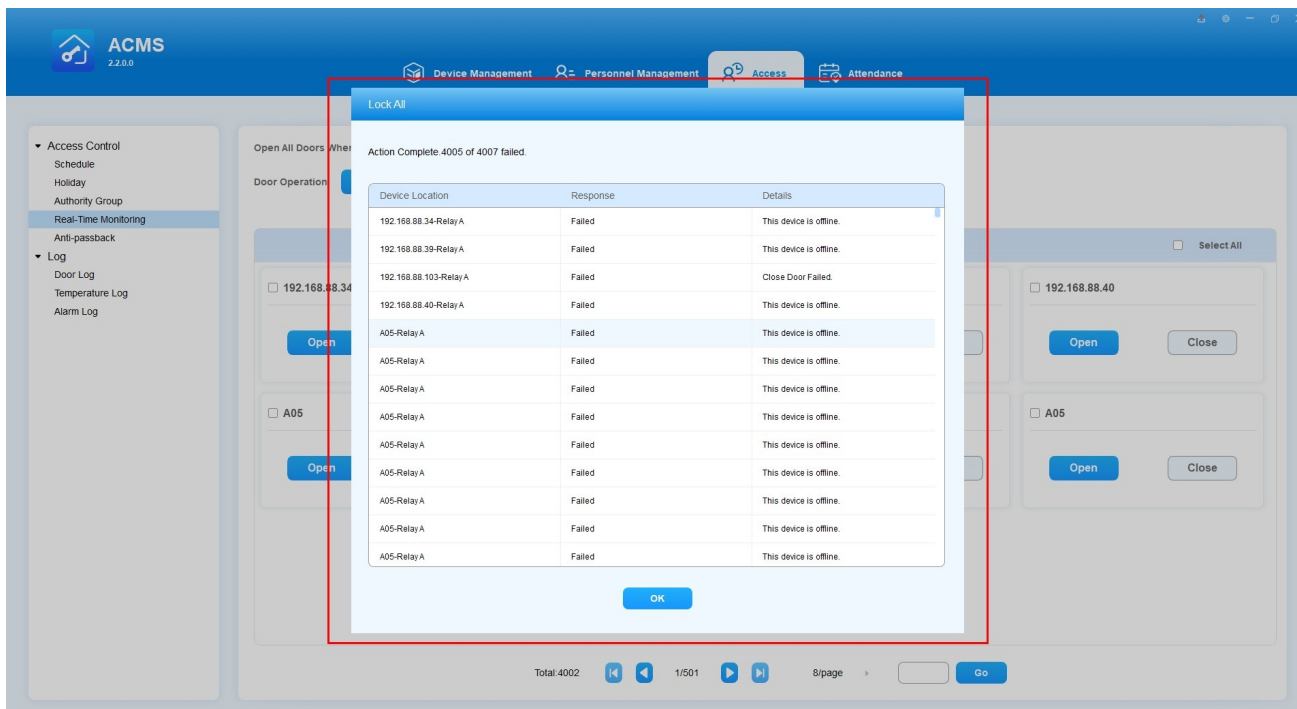 ACMS
2.2.0.0
Device Management
Personnel Management
Access
Attendance
Access Control
Schedule
Holiday
Authority Group
Real-Time Monitoring
Anti-passback
Log
Door Log
Temperature Log
Alarm Log
Open All Doors Wher
Door Operation
Lock All
Action Complete.4005 of 4007 failed.
Device Location Response Details
192.168.88.34-Relay A Failed This device is offline.
192.168.88.39-Relay A Failed This device is offline.
192.168.88.103-Relay A Failed Close Door Failed.
192.168.88.40-Relay A Failed This device is offline.
A05-Relay A Failed This device is offline.
A05-Relay A Failed This device is offline.
A05-Relay A Failed This device is offline.
A05-Relay A Failed This device is offline.
A05-Relay A Failed This device is offline.
A05-Relay A Failed This device is offline.
A05-Relay A Failed This device is offline.
A05-Relay A Failed This device is offline.
A05-Relay A Failed This device is offline.
OK
Select All
192.168.88.34
Open
192.168.88.40
Open Close
A05
Open
A05
Open Close
Total:4002 1/501 8/page Go